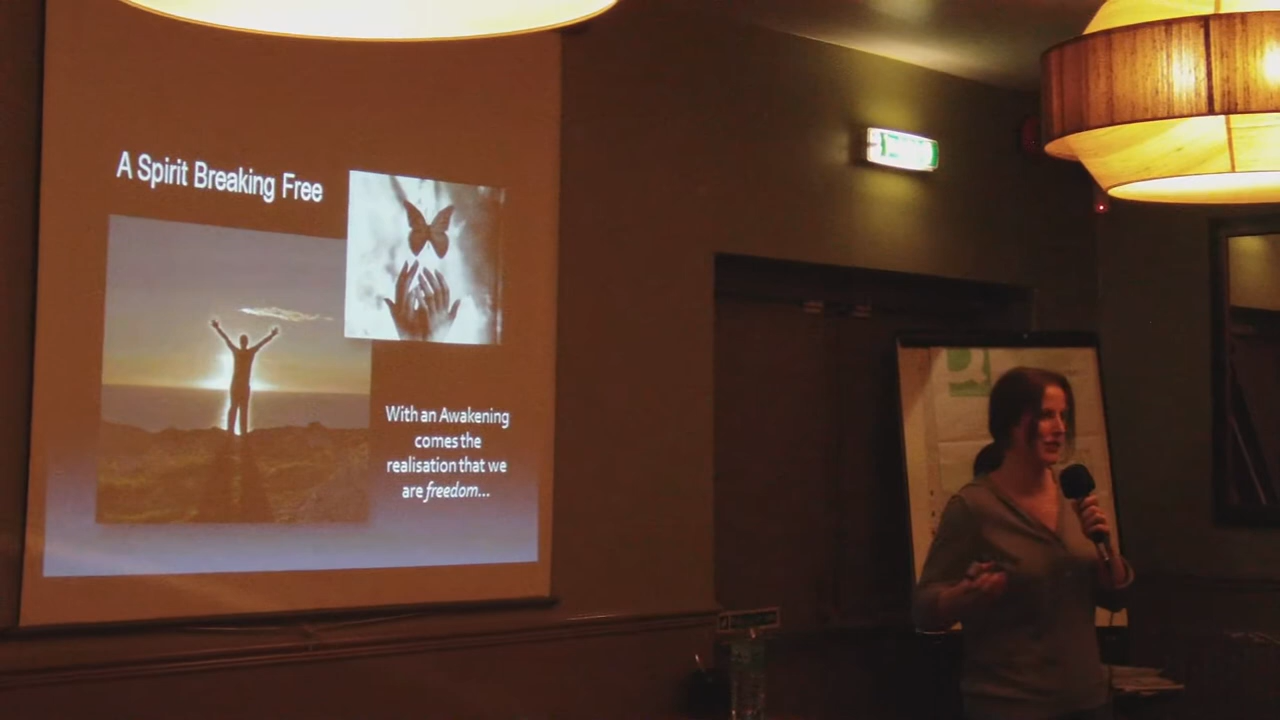 A Spirit Breaking Free
With an Awakening
comes the
realisation that we
are freedom...